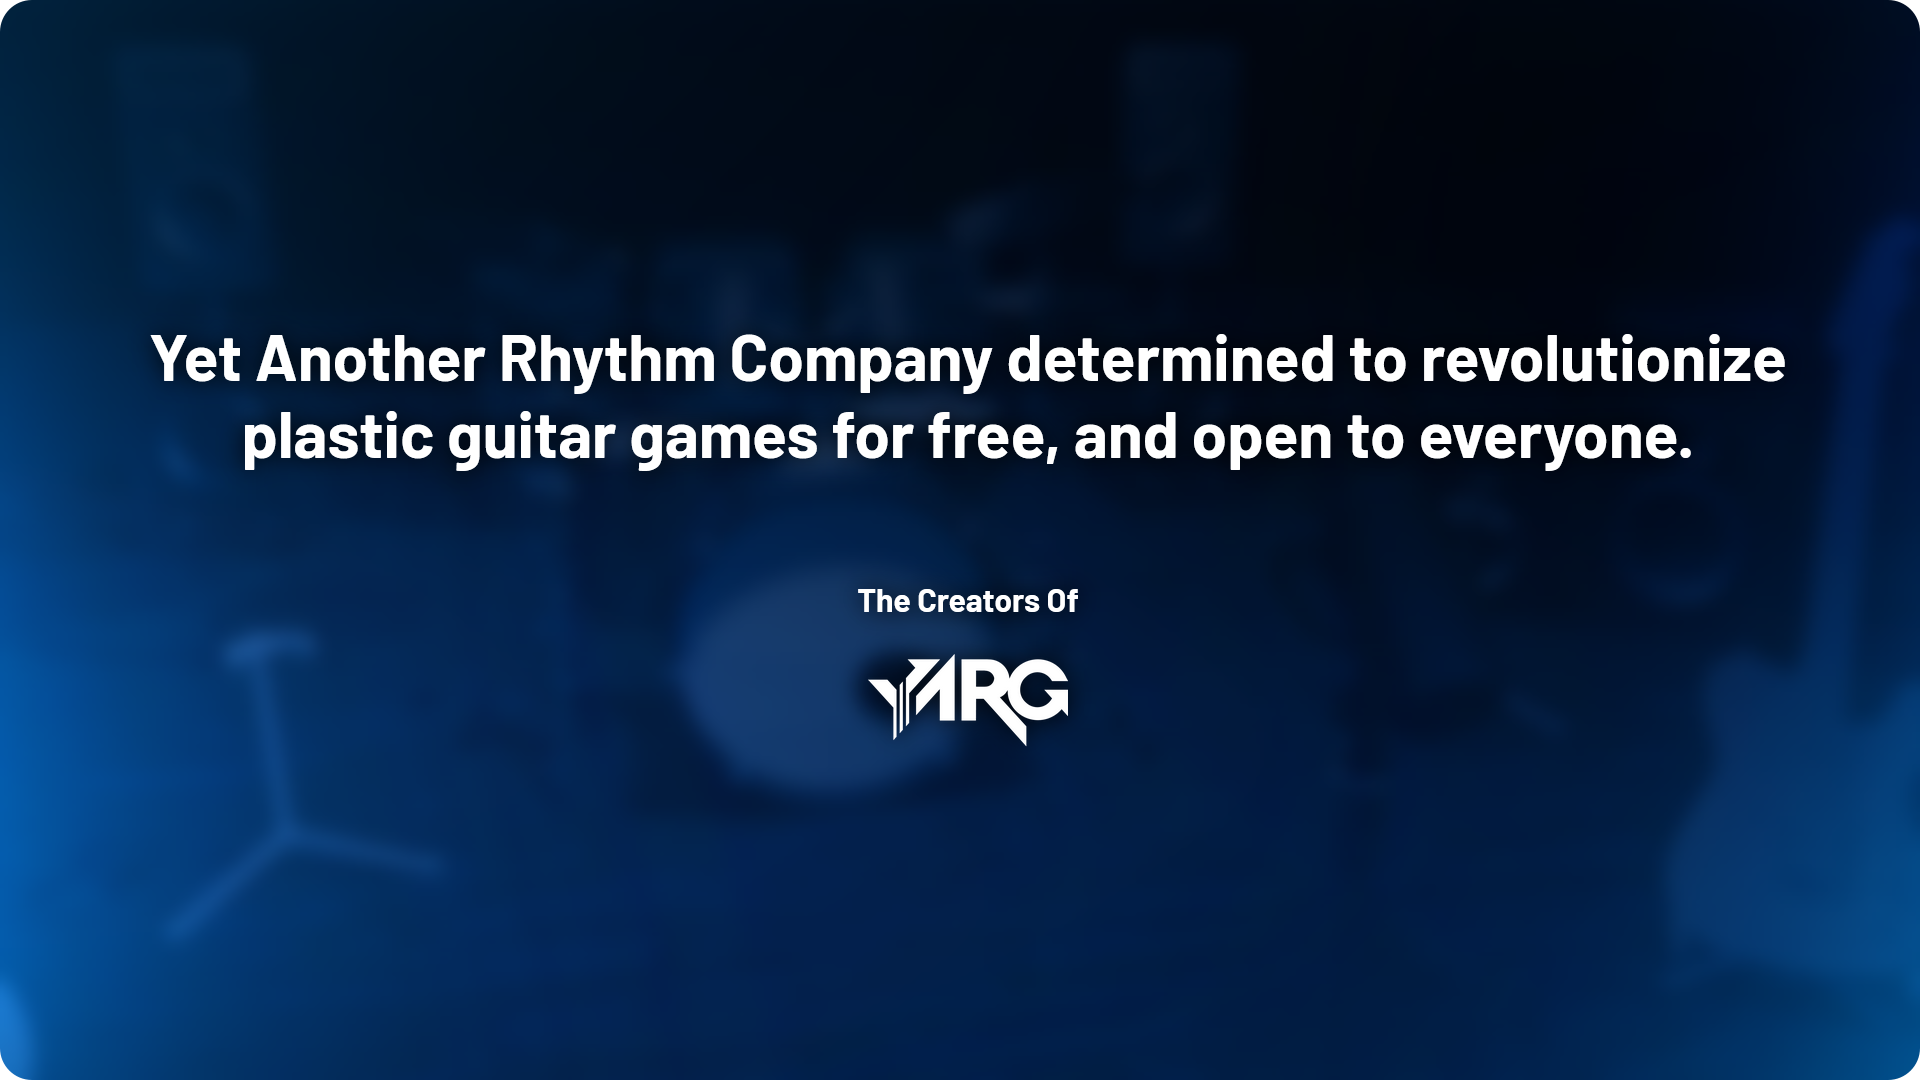 Yet Another Rhythm Company determined to revolutionize
plastic guitar games for free, and open to everyone.
The Creators Of
YARG